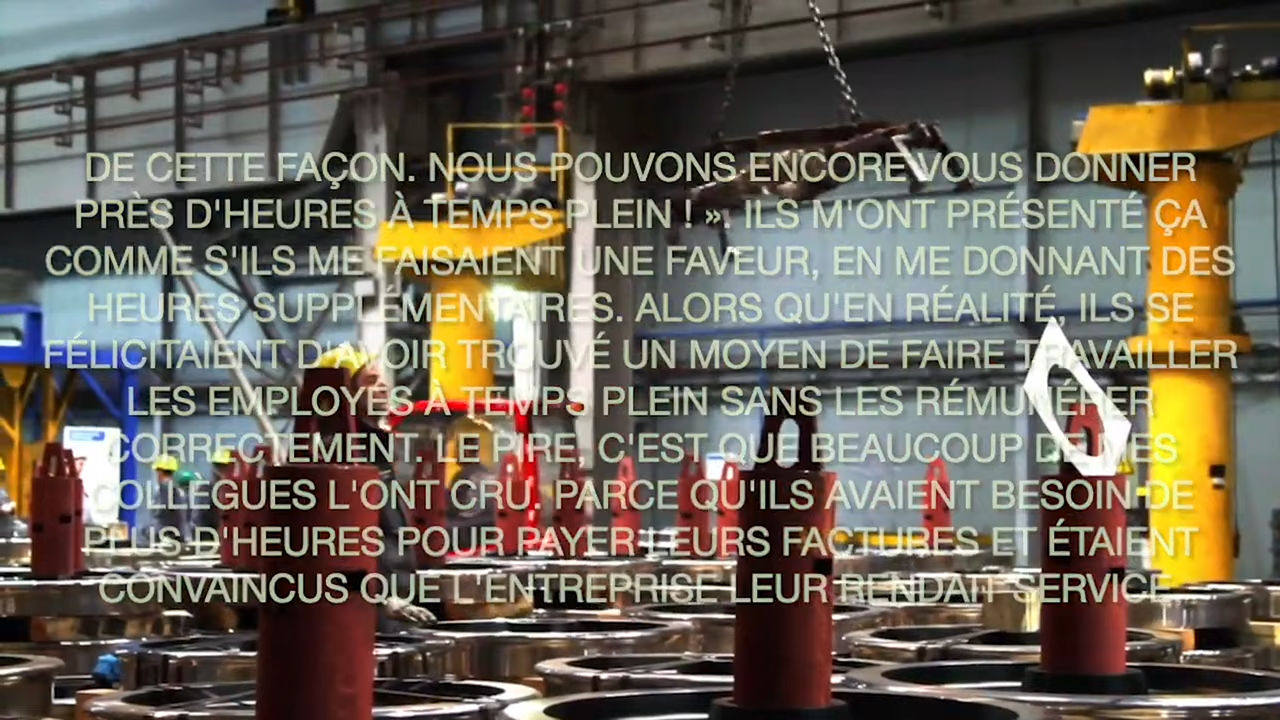 DE CETTE FAÇON. NOUS POUVONS ENCORE VOUS DONNER
PRÈS D'HEURES À TEMPS PLEIN ! ». ILS M'ONT PRÉSENTÉ ÇA
COMME S'ILS ME FAISAIENT UNE FAVEUR, EN ME DONNANT DES
HEURES SUPPLÉMENTAIRES. ALORS QU'EN RÉALITÉ, ILS SE
FÉLICITAIENT D'AVOIR TROUVÉ UN MOYEN DE FAIRE TRAVAILLER
LES EMPLOYÉS À TEMPS PLEIN SANS LES RÉMUNÉRER
CORRECTEMENT. LE PIRE, C'EST QUE BEAUCOUP DE MES
COLLÈGUES L'ONT CRU. PARCE QU'ILS AVAIENT BESOIN DE
PLUS D'HEURES POUR PAYER LEURS FACTURES ET ÉTAIENT
CONVAINCUS QUE L'ENTREPRISE LEUR RENDAIT SERVICE.